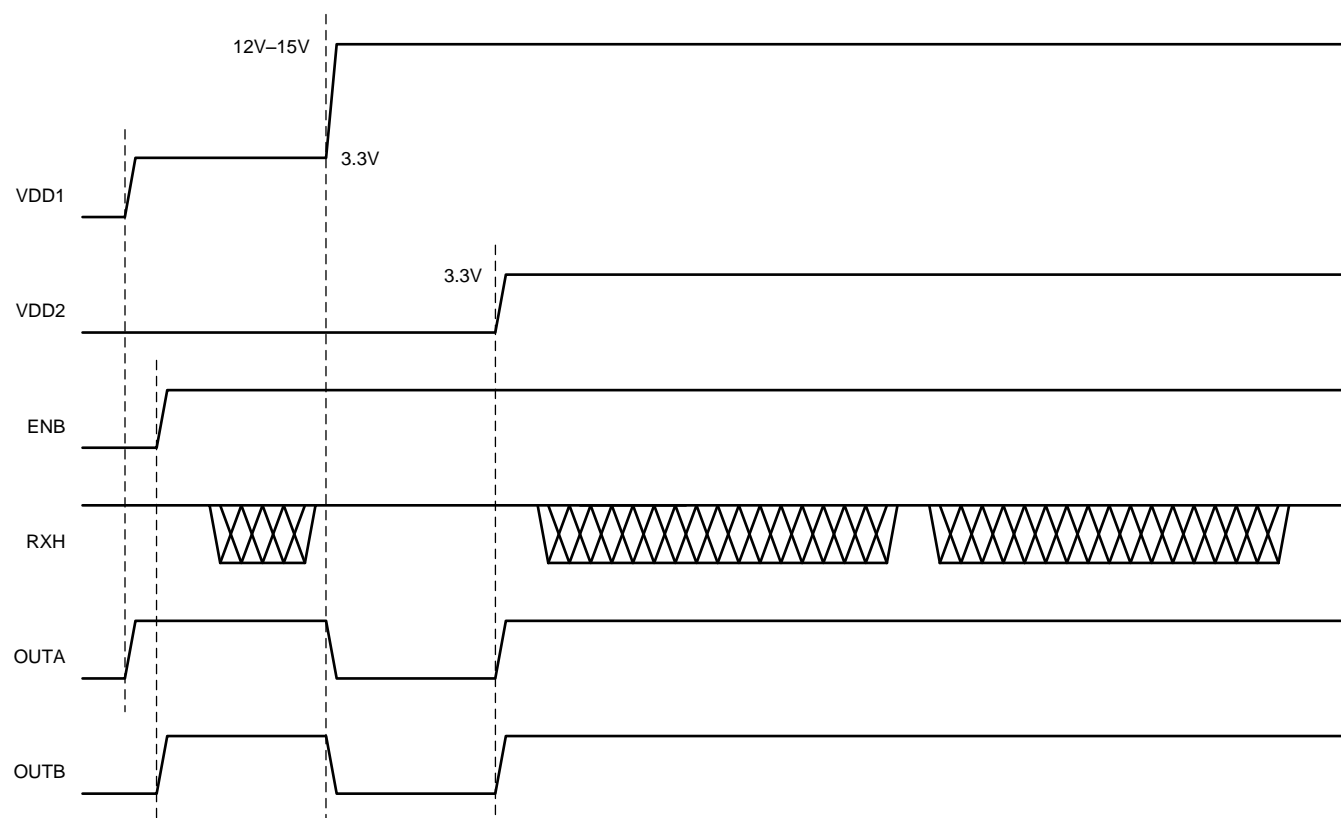 12V–15V
3.3V
VDD1
3.3V
VDD2
ENB
RXH
OUTA
OUTB